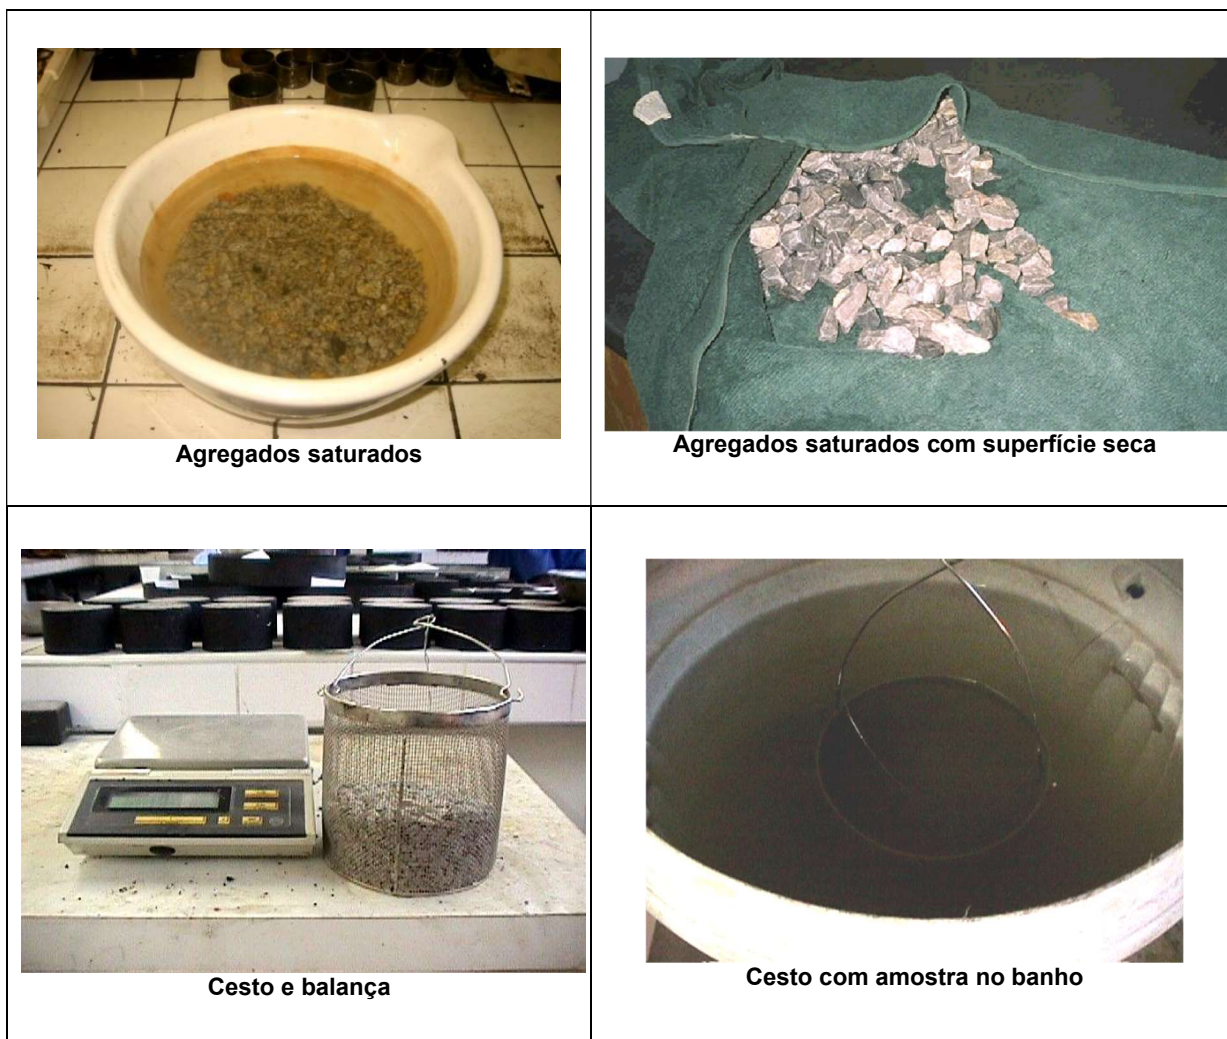 Agregados saturados
Agregados saturados com superfície seca
Cesto e balança
Cesto com amostra no banho